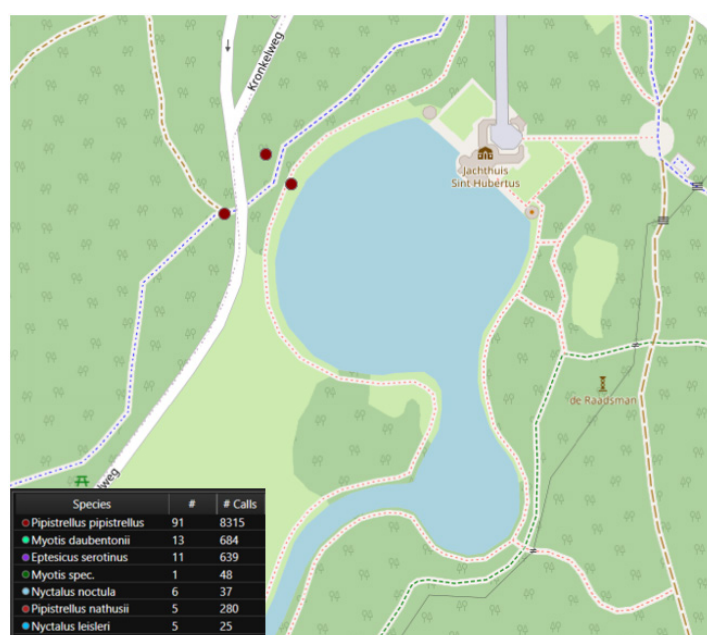 Kronkelweg
Jachthuis
Sint Hubertus
de Raadsman
elweg
Species # # Calls
Pipistrellus pipistrellus 91 8315
Myotis daubentonii 13 684
Eptesicus serotinus 11 639
Myotis spec. 1 48
Nyctalus noctula 6 37
Pipistrellus nathusii 5 280
Nyctalus leisleri 5 25